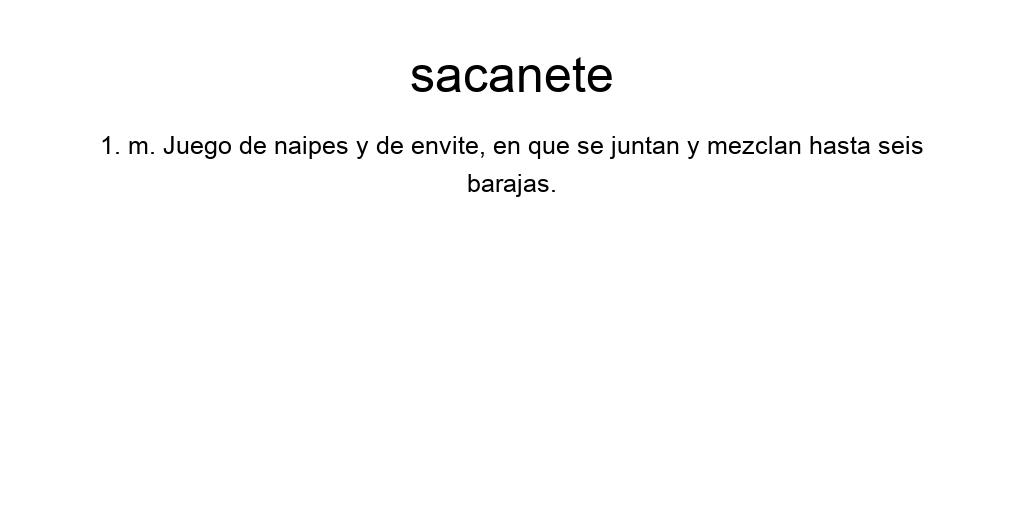 sacanete
1. m. Juego de naipes y de envite, en que se juntan y mezclan hasta seis
barajas.